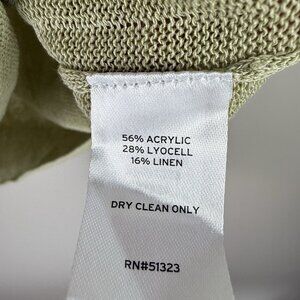 56% ACRYLIC
28% LYOCELL
16% LINEN
DRY CLEAN ONLY
RN#51323